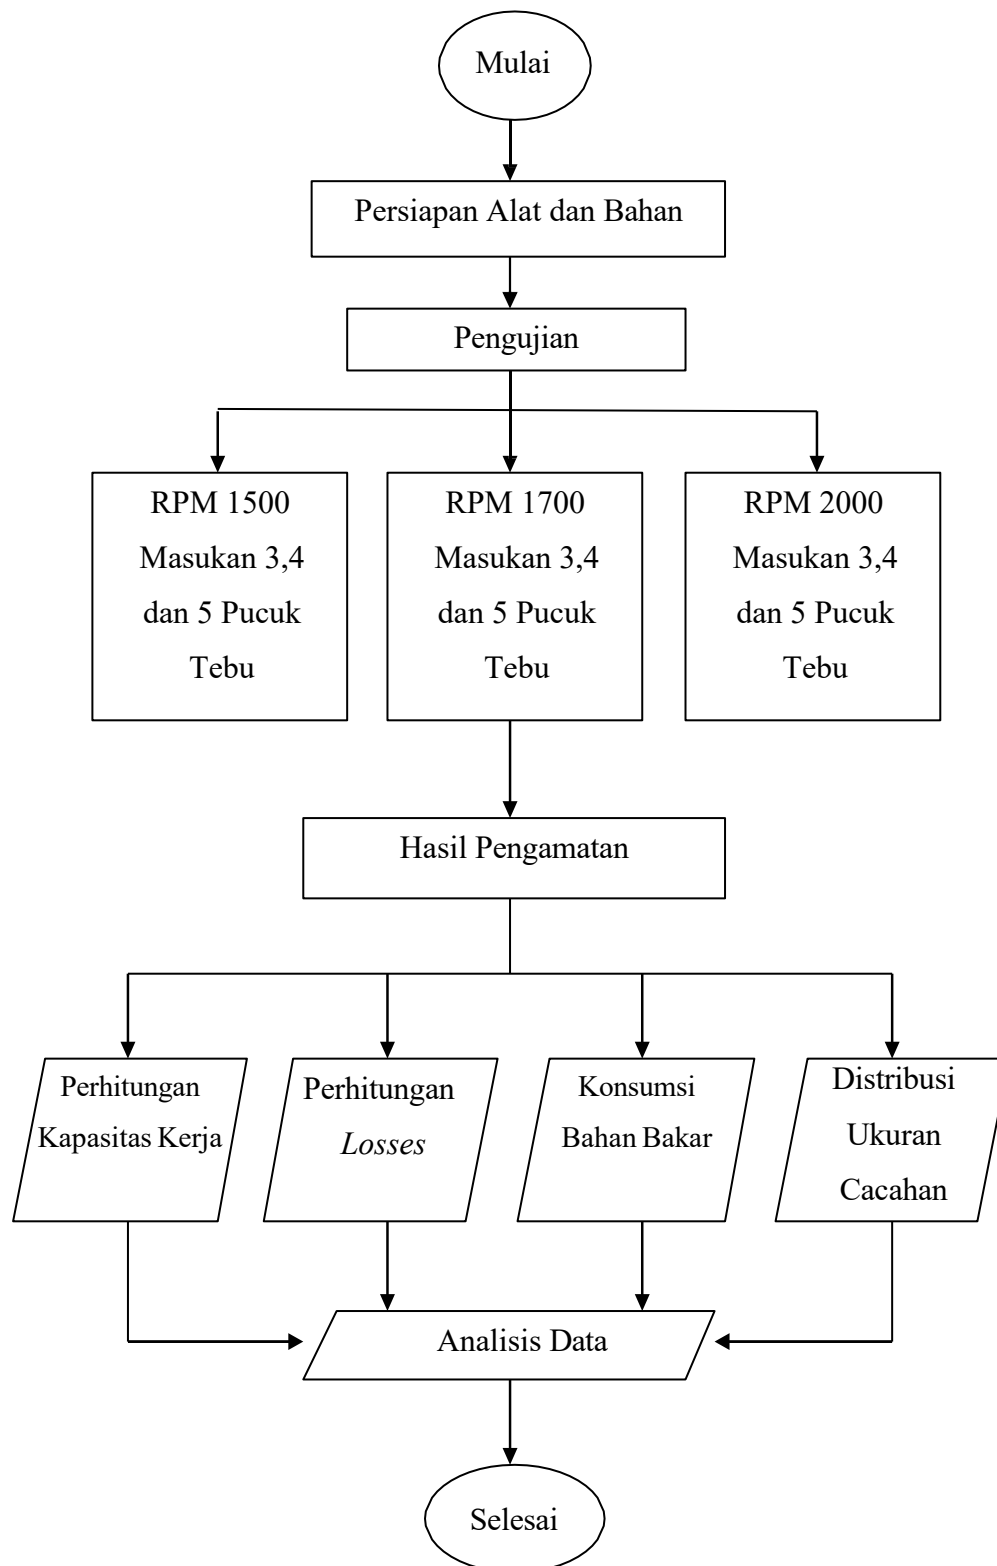 Mulai
Persiapan Alat dan Bahan
Pengujian
RPM 1500
Masukan 3,4
dan 5 Pucuk
Tebu
RPM 1700
Masukan 3,4
dan 5 Pucuk
Tebu
RPM 2000
Masukan 3,4
dan 5 Pucuk
Tebu
Hasil Pengamatan
Perhitungan
Kapasitas Kerja
Perhitungan
Losses
Konsumsi
Bahan Bakar
Distribusi
Ukuran
Cacahan
Analisis Data
Selesai